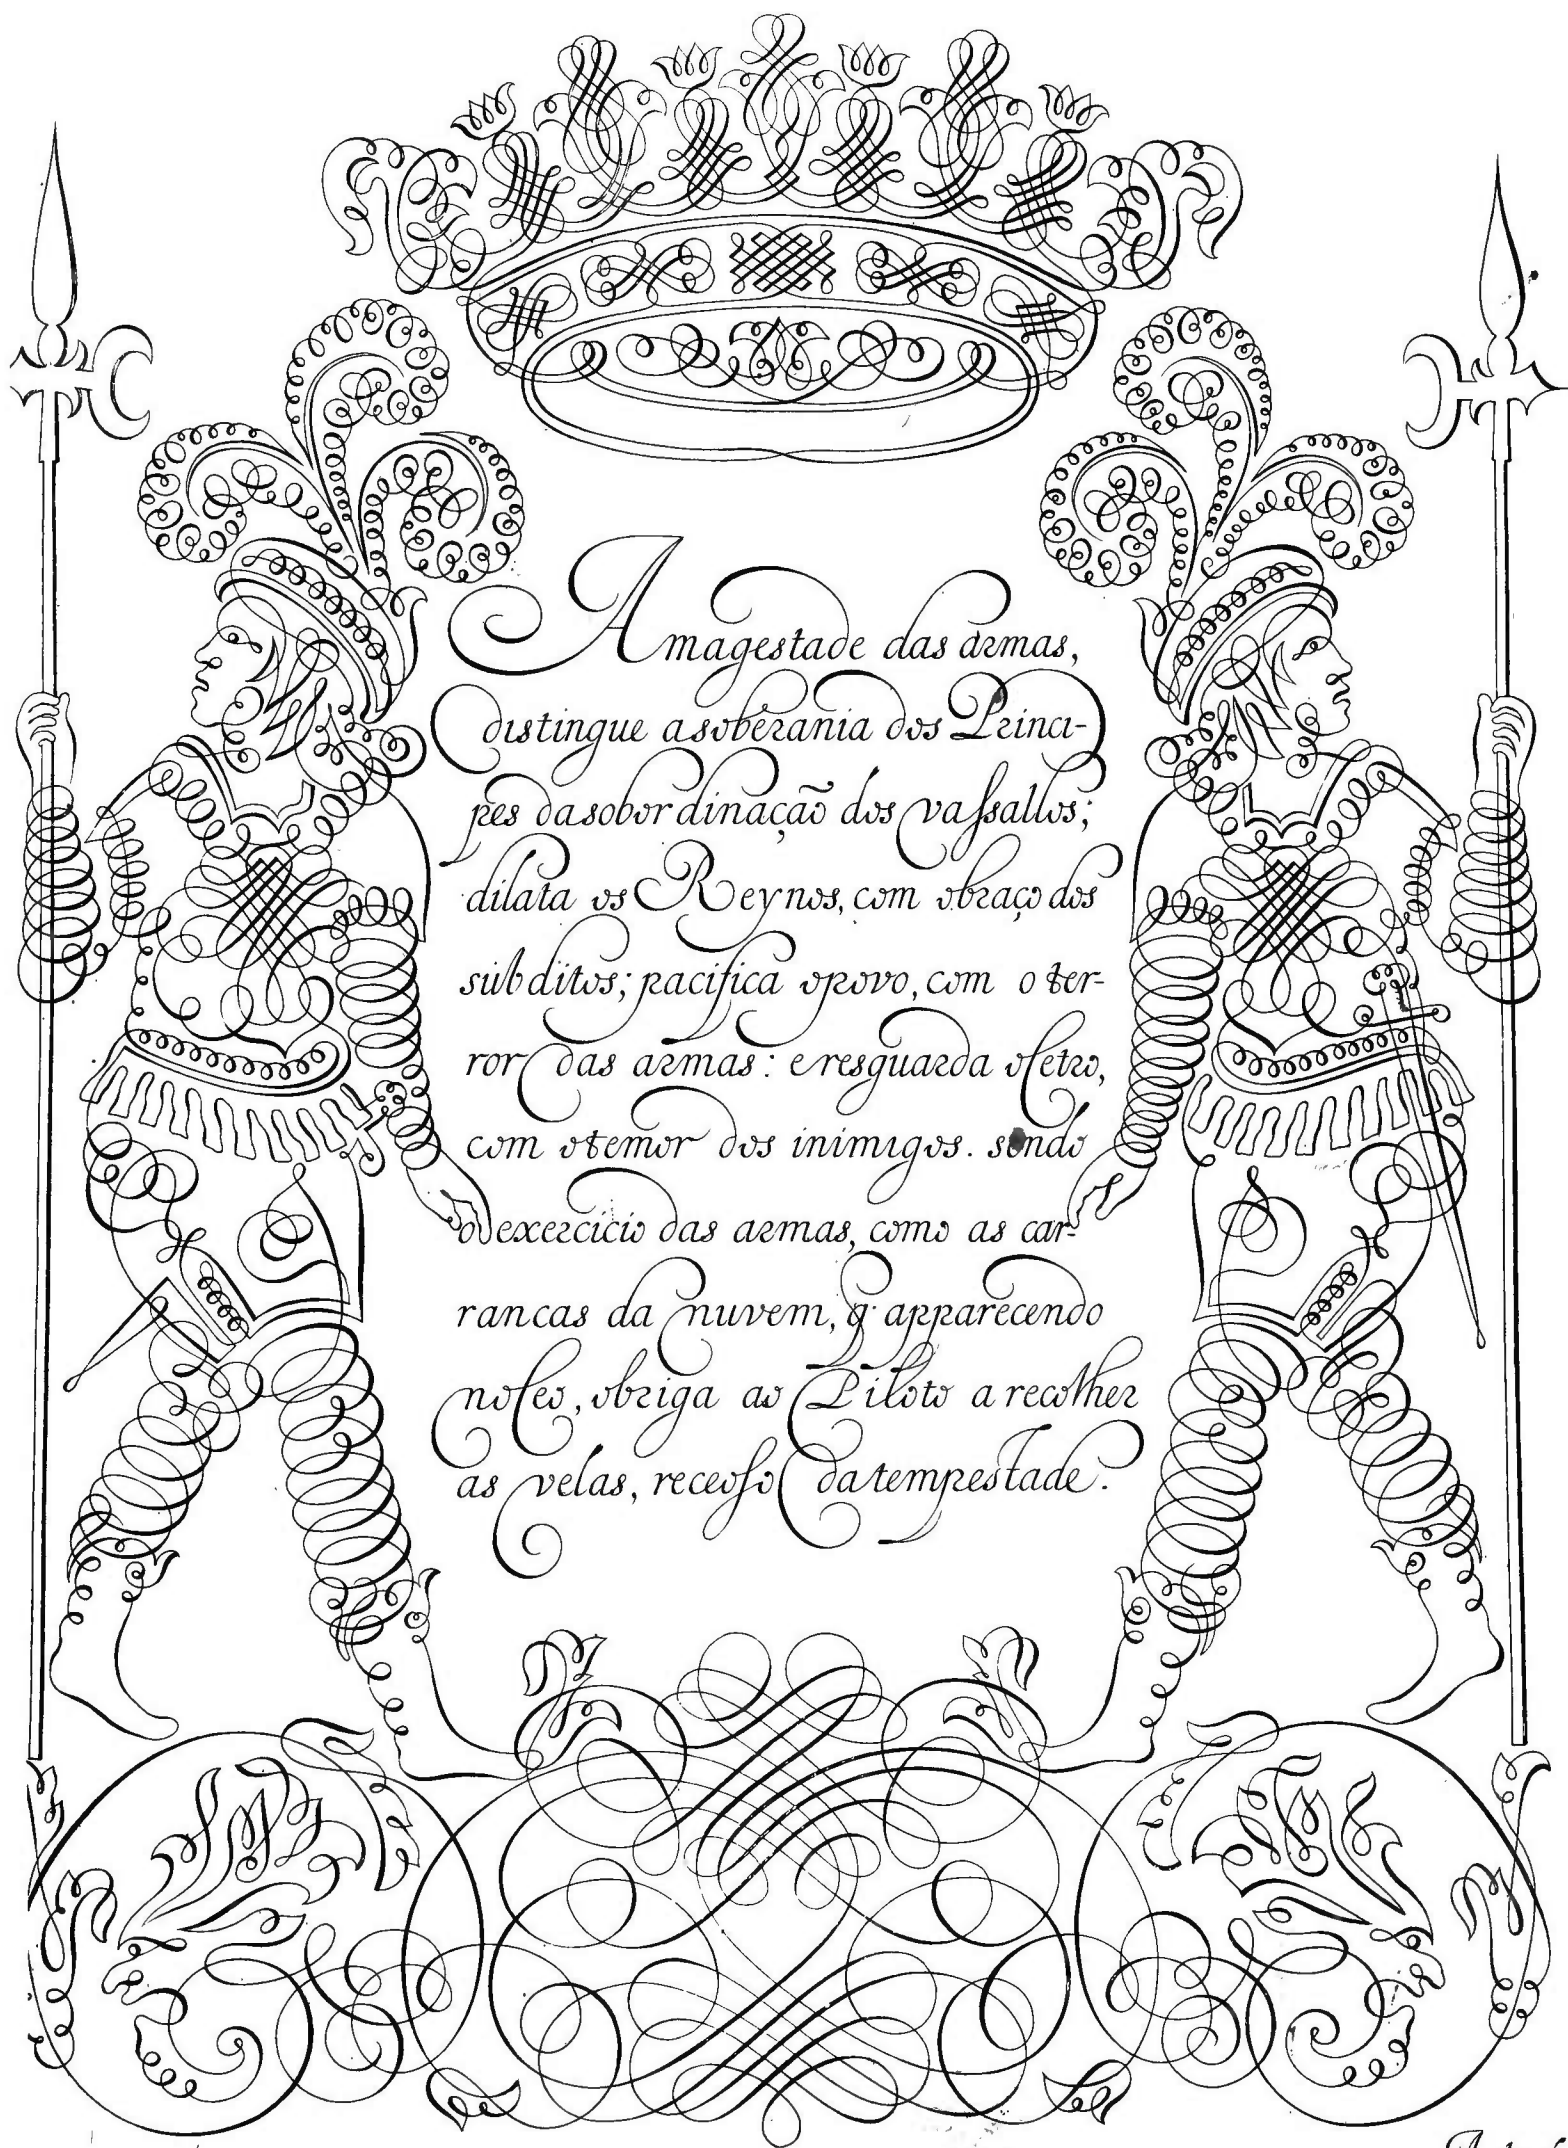 A magestade das armas,
distingue a soberania dos Princi-
pes da sobordinação dos vassallos;
dilata os Reynos, com o braço dos
subditos; pacifica o povo, com o ter-
ror das armas: e resguarda o Cetro,
com o temor dos inimigos. sendo
o exercicio das armas, como as car-
rancas da nuvem, q̃ apparecendo
no Ceo, obriga ao Piloto a recolher
as velas, receoso da tempestade.